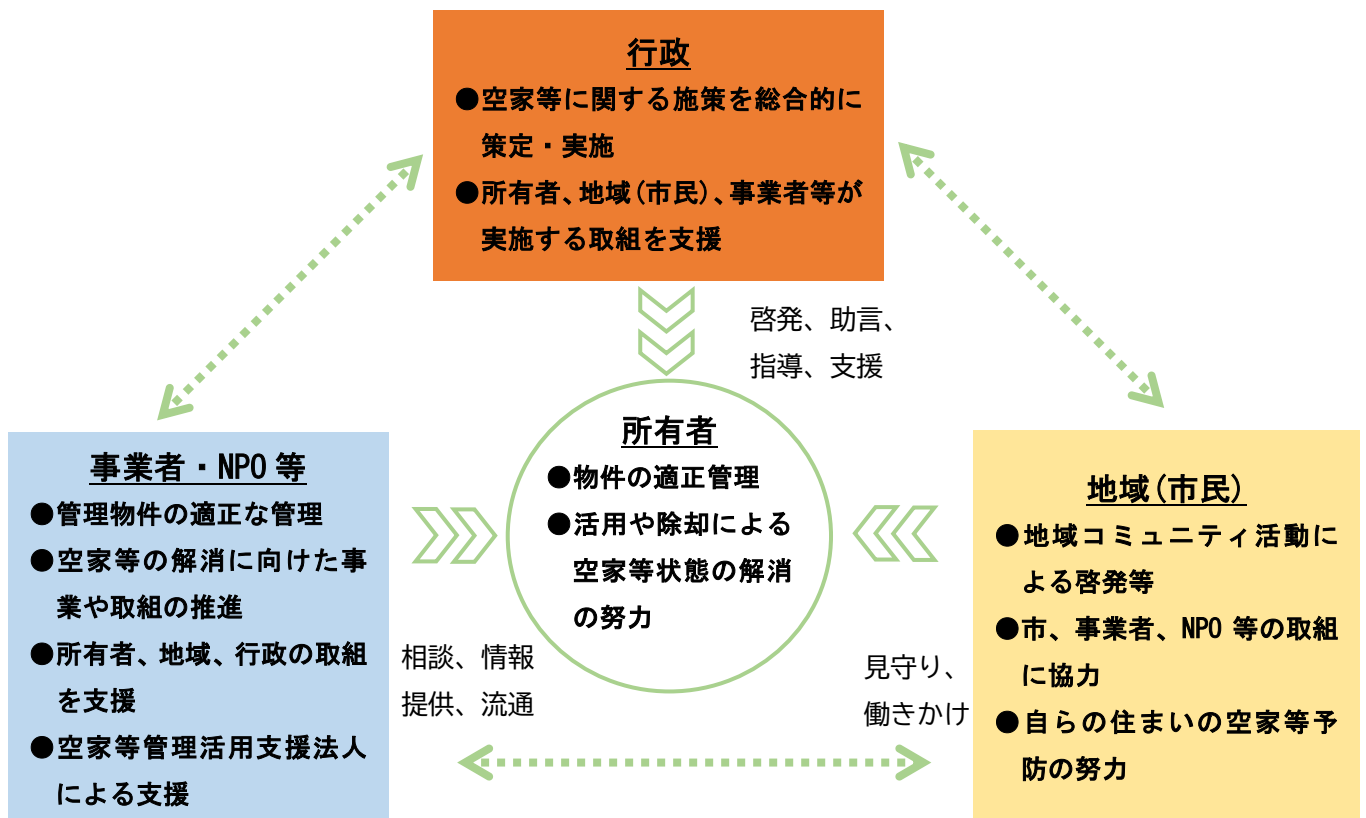 行政
●空家等に関する施策を総合的に
策定・実施
●所有者、地域(市民)、事業者等が
実施する取組を支援
啓発、助言、
指導、支援
所有者
●物件の適正管理
●活用や除却による
空家等状態の解消
の努力
事業者・NPO 等
●管理物件の適正な管理
●空家等の解消に向けた事
業や取組の推進
●所有者、地域、行政の取組
を支援
●空家等管理活用支援法人
による支援
相談、情報
提供、流通
地域(市民)
●地域コミュニティ活動に
よる啓発等
●市、事業者、NPO 等の取組
に協力
●自らの住まいの空家等予
防の努力
見守り、
働きかけ